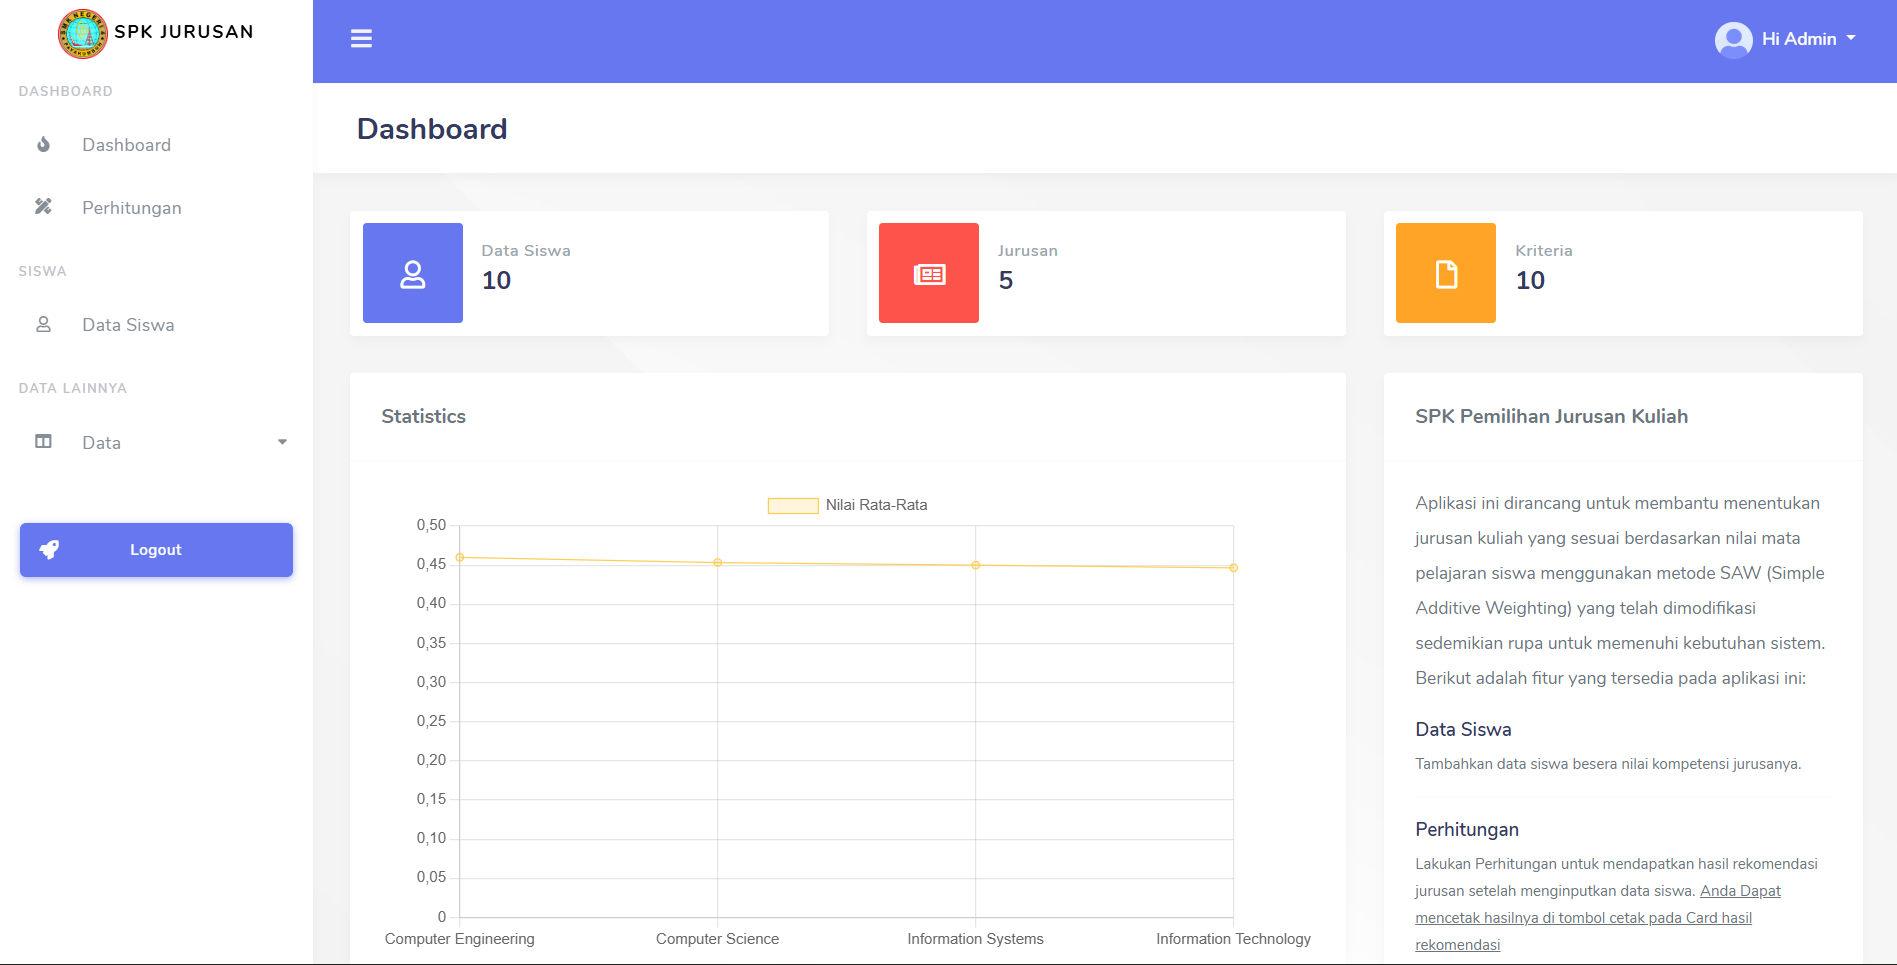 SMK NEGERI
PAYAKUMBUH
SPK JURUSAN
DASHBOARD
Dashboard
Perhitungan
SISWA
Data Siswa
DATA LAINNYA
Data
Logout
Hi Admin
Dashboard
Data Siswa
10
Jurusan
5
Kriteria
10
Statistics
Nilai Rata-Rata
0,50
0,45
0,40
0,35
0,30
0,25
0,20
0,15
0,10
0,05
0
Computer Engineering
Computer Science
Information Systems
Information Technology
SPK Pemilihan Jurusan Kuliah
Aplikasi ini dirancang untuk membantu menentukan
jurusan kuliah yang sesuai berdasarkan nilai mata
pelajaran siswa menggunakan metode SAW (Simple
Additive Weighting) yang telah dimodifikasi
sedemikian rupa untuk memenuhi kebutuhan sistem.
Berikut adalah fitur yang tersedia pada aplikasi ini:
Data Siswa
Tambahkan data siswa besera nilai kompetensi jurusanya.
Perhitungan
Lakukan Perhitungan untuk mendapatkan hasil rekomendasi
jurusan setelah menginputkan data siswa. Anda Dapat
mencetak hasilnya di tombol cetak pada Card hasil
rekomendasi